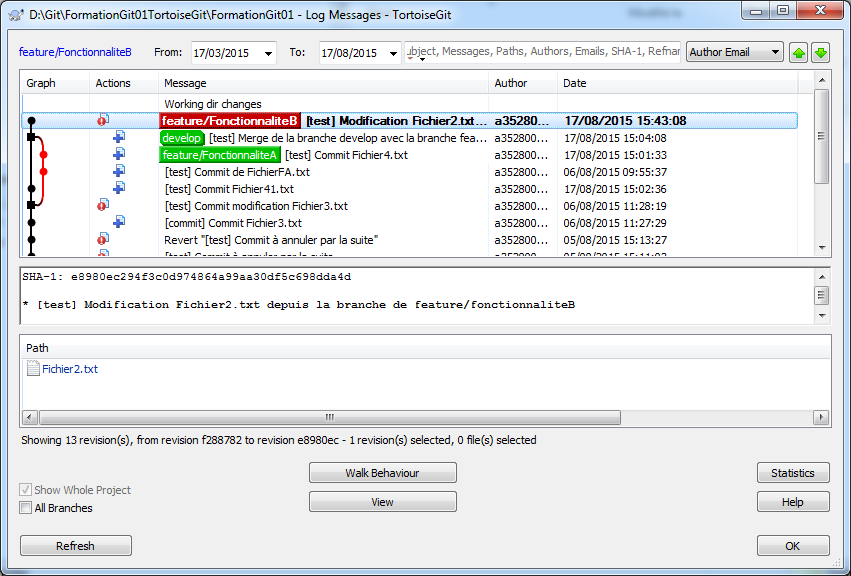 D:\Git\FormationGit01TortoiseGit\FormationGit01 - Log Messages - TortoiseGit
feature/FonctionnaliteB From: 17/03/2015 To: 17/08/2015 ubject, Messages, Paths, Authors, Emails, SHA-1, Refnar Author Email
Graph Actions Message Author Date
Working dir changes
feature/FonctionnaliteB [test] Modification Fichier2.txt... a352800... 17/08/2015 15:43:08
develop [test] Merge de la branche develop avec la branche fea... a352800... 17/08/2015 15:04:08
feature/FonctionnaliteA [test] Commit Fichier4.txt a352800... 17/08/2015 15:01:33
[test] Commit de FichierFA.txt a352800... 06/08/2015 09:55:37
[test] Commit Fichier41.txt a352800... 17/08/2015 15:02:36
[test] Commit modification Fichier3.txt a352800... 06/08/2015 11:28:19
[commit] Commit Fichier3.txt a352800... 06/08/2015 11:27:29
Revert "[test] Commit à annuler par la suite" a352800... 05/08/2015 15:13:27
SHA-1: e8980ec294f3c0d974864a99aa30df5c698dda4d
* [test] Modification Fichier2.txt depuis la branche de feature/fonctionnaliteB
Path
Fichier2.txt
Showing 13 revision(s), from revision f288782 to revision e8980ec - 1 revision(s) selected, 0 file(s) selected
Walk Behaviour Statistics
Show Whole Project
View Help
All Branches
Refresh OK